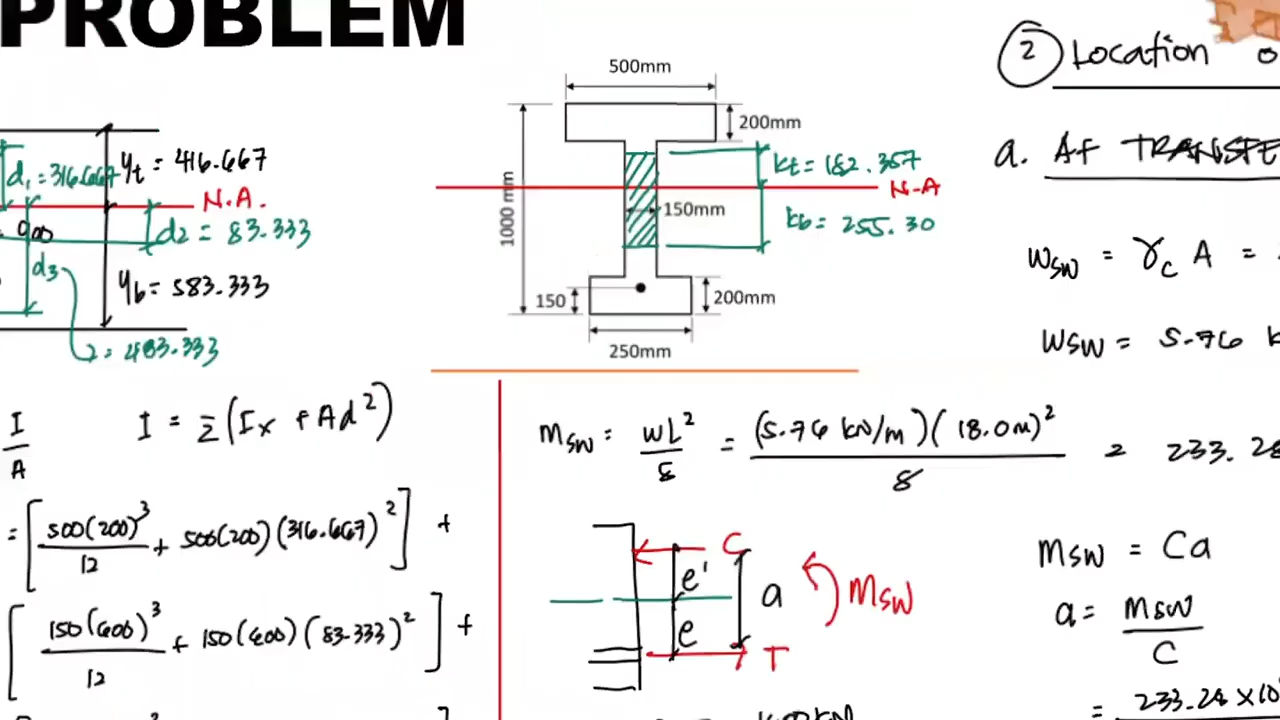 PROBLEM
d₁ = 316.667
yt = 416.667
N.A.
d2 = 83.333
d3
yb = 583.333
= 483.333
I
A
I = Σ(Ix + Ad²)
= [500(200)³/12 + 500(200)(316.667)²] +
[150(600)³/12 + 150(600)(83.333)²] +
500mm
200mm
kt = 182.357
N.A
1000 mm
150mm
kb = 255.30
150
200mm
250mm
② Location
a. AF TRANSFE
wsw = γc A =
wsw = 5.76 k
msw = wL²/8 = (5.76 kN/m)(18.0m)²/8 = 233.28
C
e'
a
Msw
e
T
msw = Ca
a = msw/C
= 233.28 x10